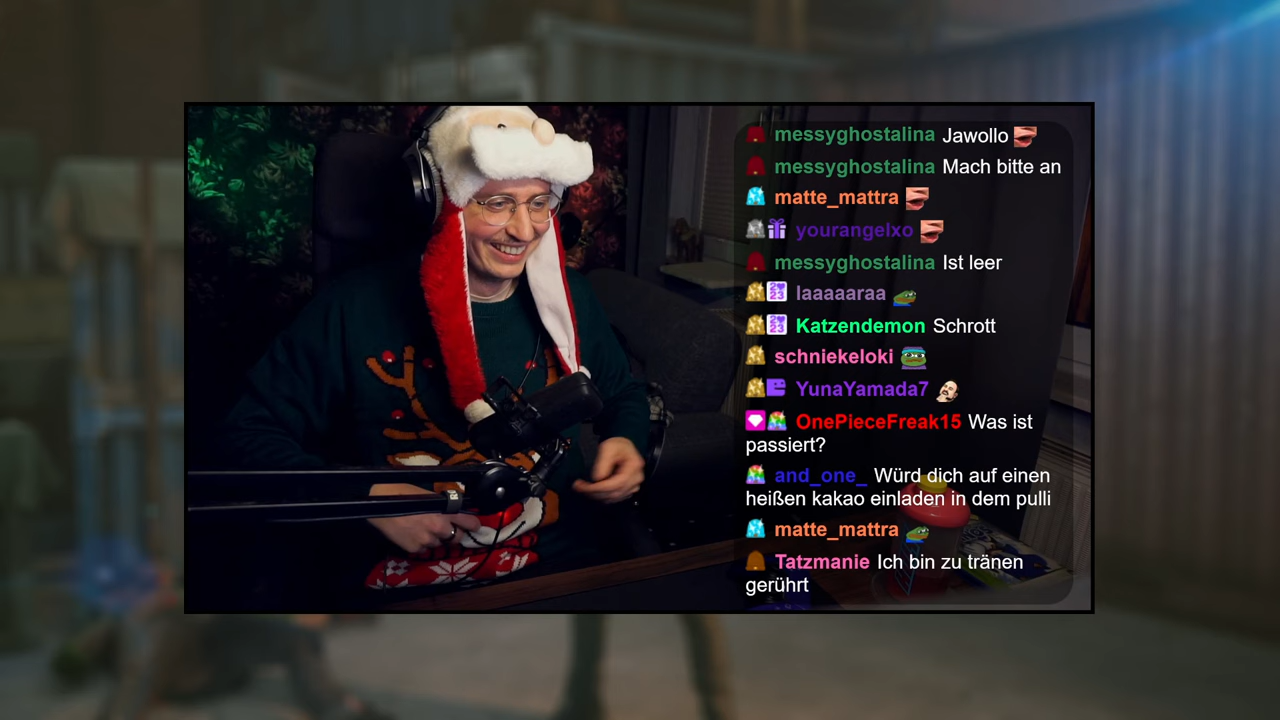 messyghostalina Jawollo
messyghostalina Mach bitte an
matte_mattra
yourangelxo
messyghostalina Ist leer
laaaaaraa
Katzendemon Schrott
schniekeloki
YunaYamada7
OnePieceFreak15 Was ist
passiert?
and_one_ Würd dich auf einen
heißen kakao einladen in dem pulli
matte_mattra
Tatzmanie Ich bin zu tränen
gerührt